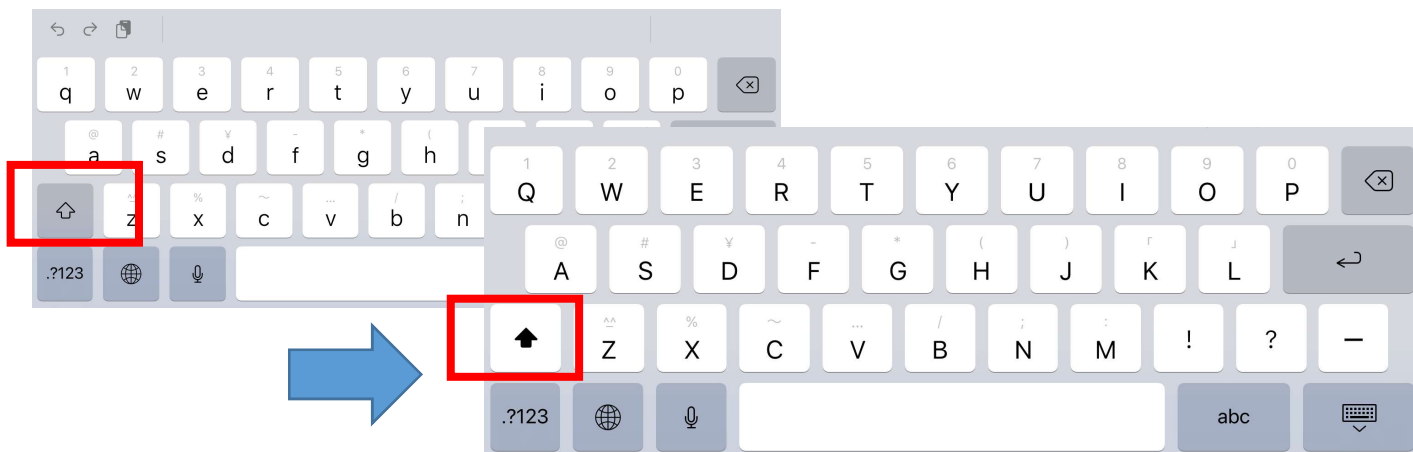 1 2 3 4 5 6 7 8 9 0
q w e r t y u i o p
@ # ¥ - * (
a s d f g h
^^ % ～ ... / ;
z x c v b n
.?123
1 2 3 4 5 6 7 8 9 0
Q W E R T Y U I O P
@ # ¥ - * ( ) 「 」
A S D F G H J K L
^^ % ～ ... / ; :
Z X C V B N M ! ? ー
.?123 abc